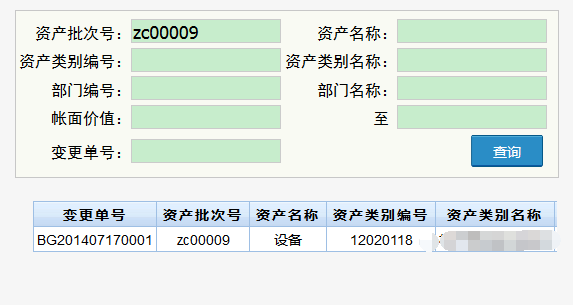 资产批次号： zc00009 资产名称：
资产类别编号： 资产类别名称：
部门编号： 部门名称：
帐面价值： 至
变更单号： 查询
变更单号 资产批次号 资产名称 资产类别编号 资产类别名称
BG201407170001 zc00009 设备 12020118